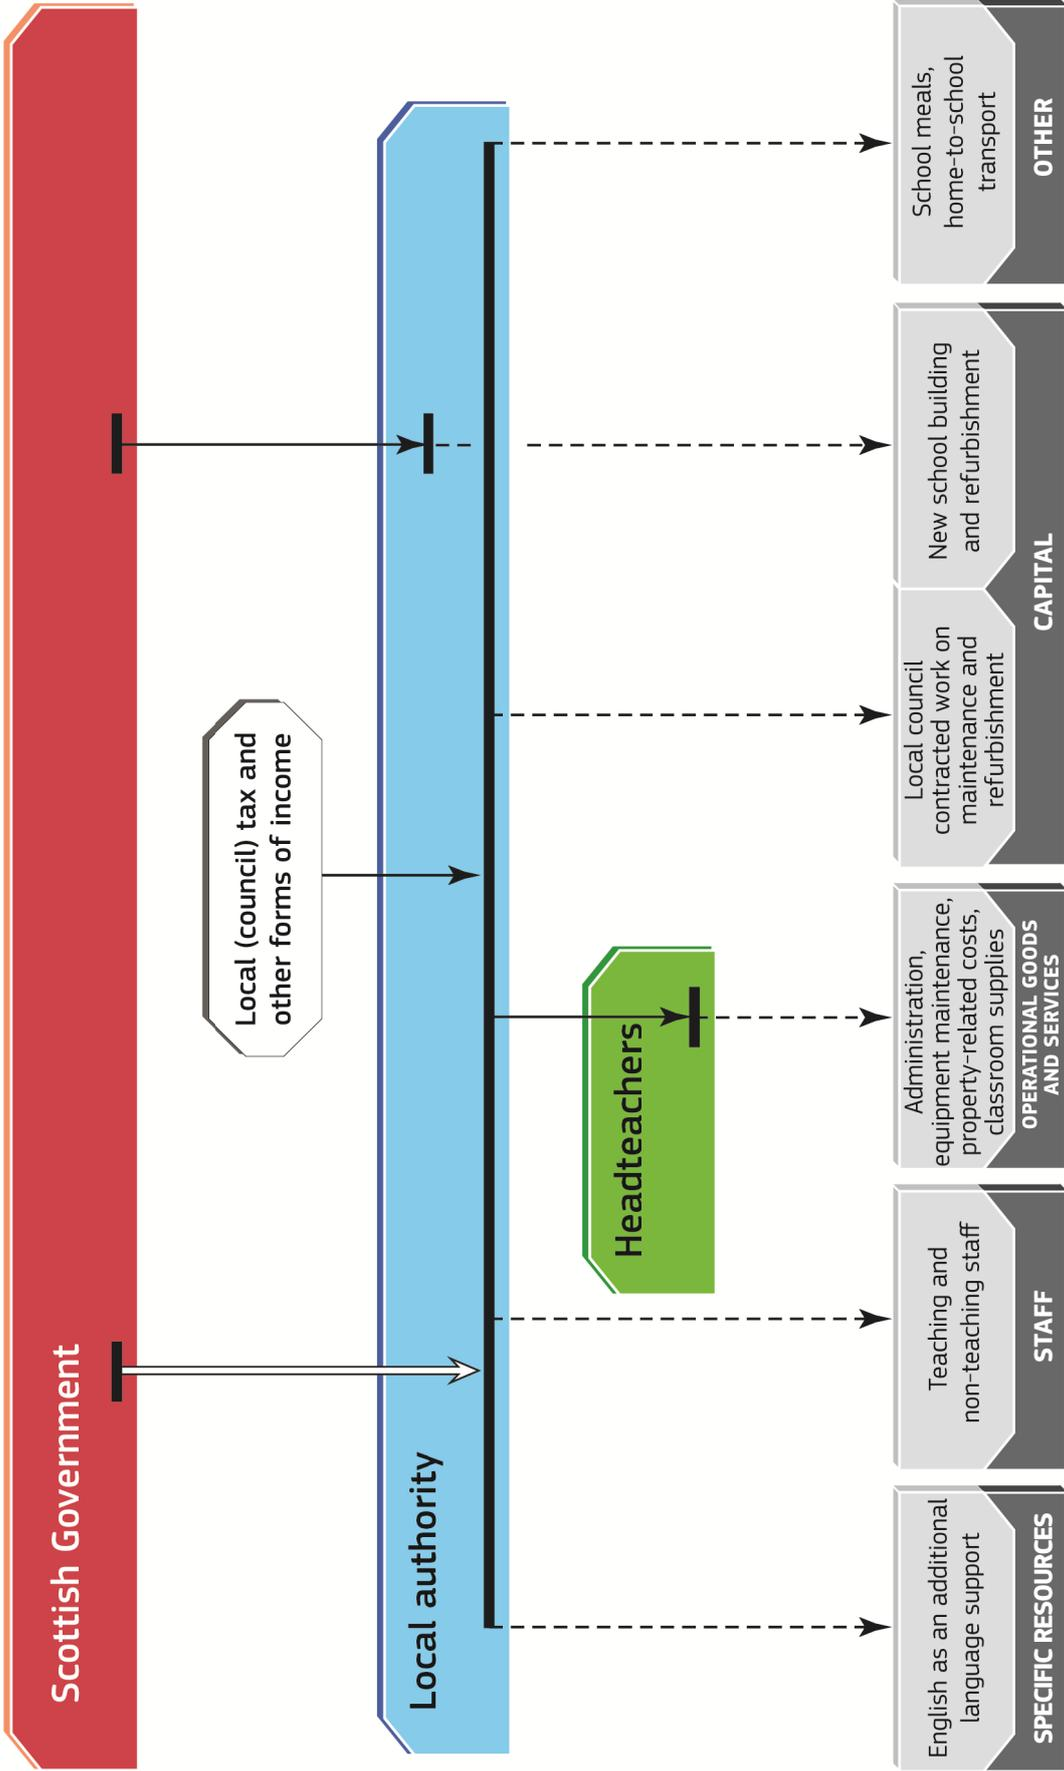 Scottish Government
Local (council) tax and
other forms of income
Local authority
Headteachers
English as an additional
language support
SPECIFIC RESOURCES
Teaching and
non-teaching staff
STAFF
Administration,
equipment maintenance,
property-related costs,
classroom supplies
OPERATIONAL GOODS
AND SERVICES
Local council
contracted work on
maintenance and
refurbishment
New school building
and refurbishment
CAPITAL
School meals,
home-to-school
transport
OTHER